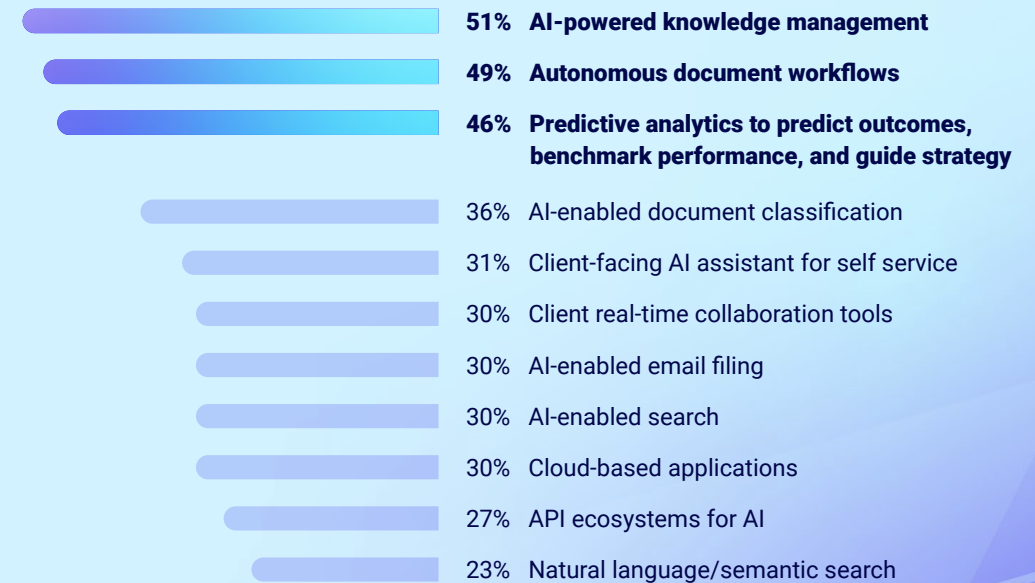 51% AI-powered knowledge management
49% Autonomous document workflows
46% Predictive analytics to predict outcomes,
benchmark performance, and guide strategy
36% AI-enabled document classification
31% Client-facing AI assistant for self service
30% Client real-time collaboration tools
30% AI-enabled email filing
30% AI-enabled search
30% Cloud-based applications
27% API ecosystems for AI
23% Natural language/semantic search